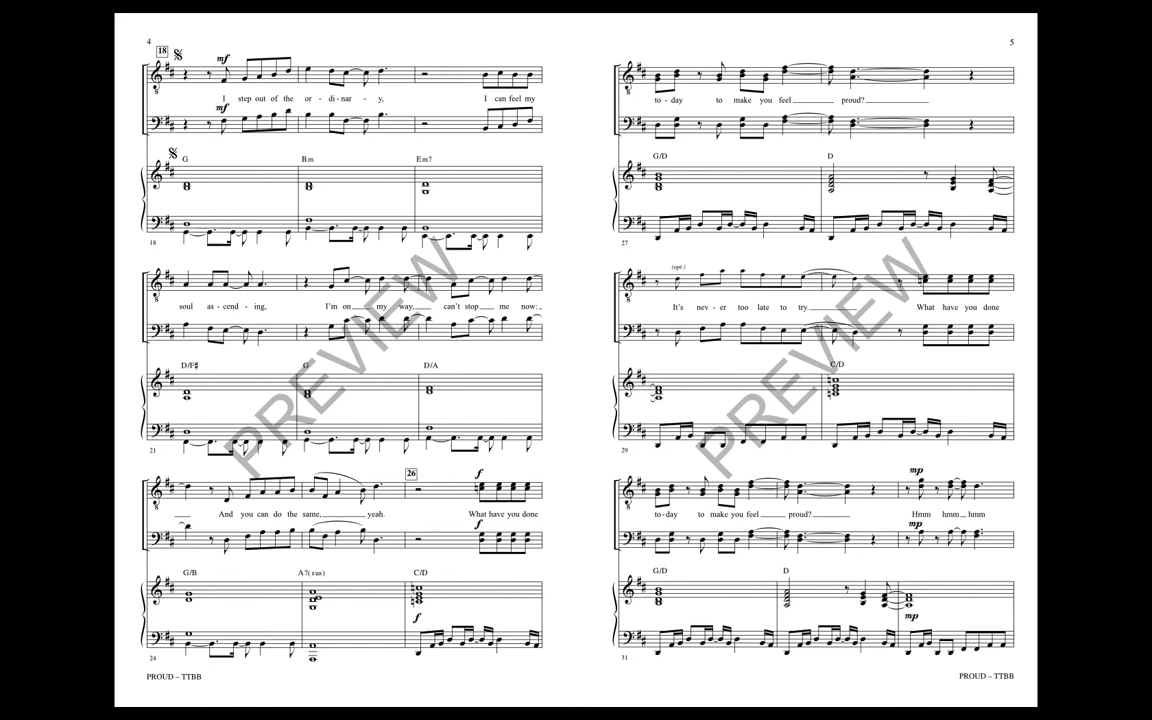 4
18
mf
I step out of the or - di - nar - y, I can feel my
mf
G Bm Em7
18
soul as - cend - ing, I'm on my way, can't stop me now:
D/F# G D/A
21
26
f
And you can do the same, yeah. What have you done
f
G/B A7(sus) C/D
f
24
PROUD – TTBB
5
to - day to make you feel proud?
G/D D
27
(opt.)
It's nev - er too late to try. What have you done
C/D
29
mp
to - day to make you feel proud? Hmm hmm hmm
mp
G/D D
mp
31
PROUD – TTBB
PREVIEW
PREVIEW